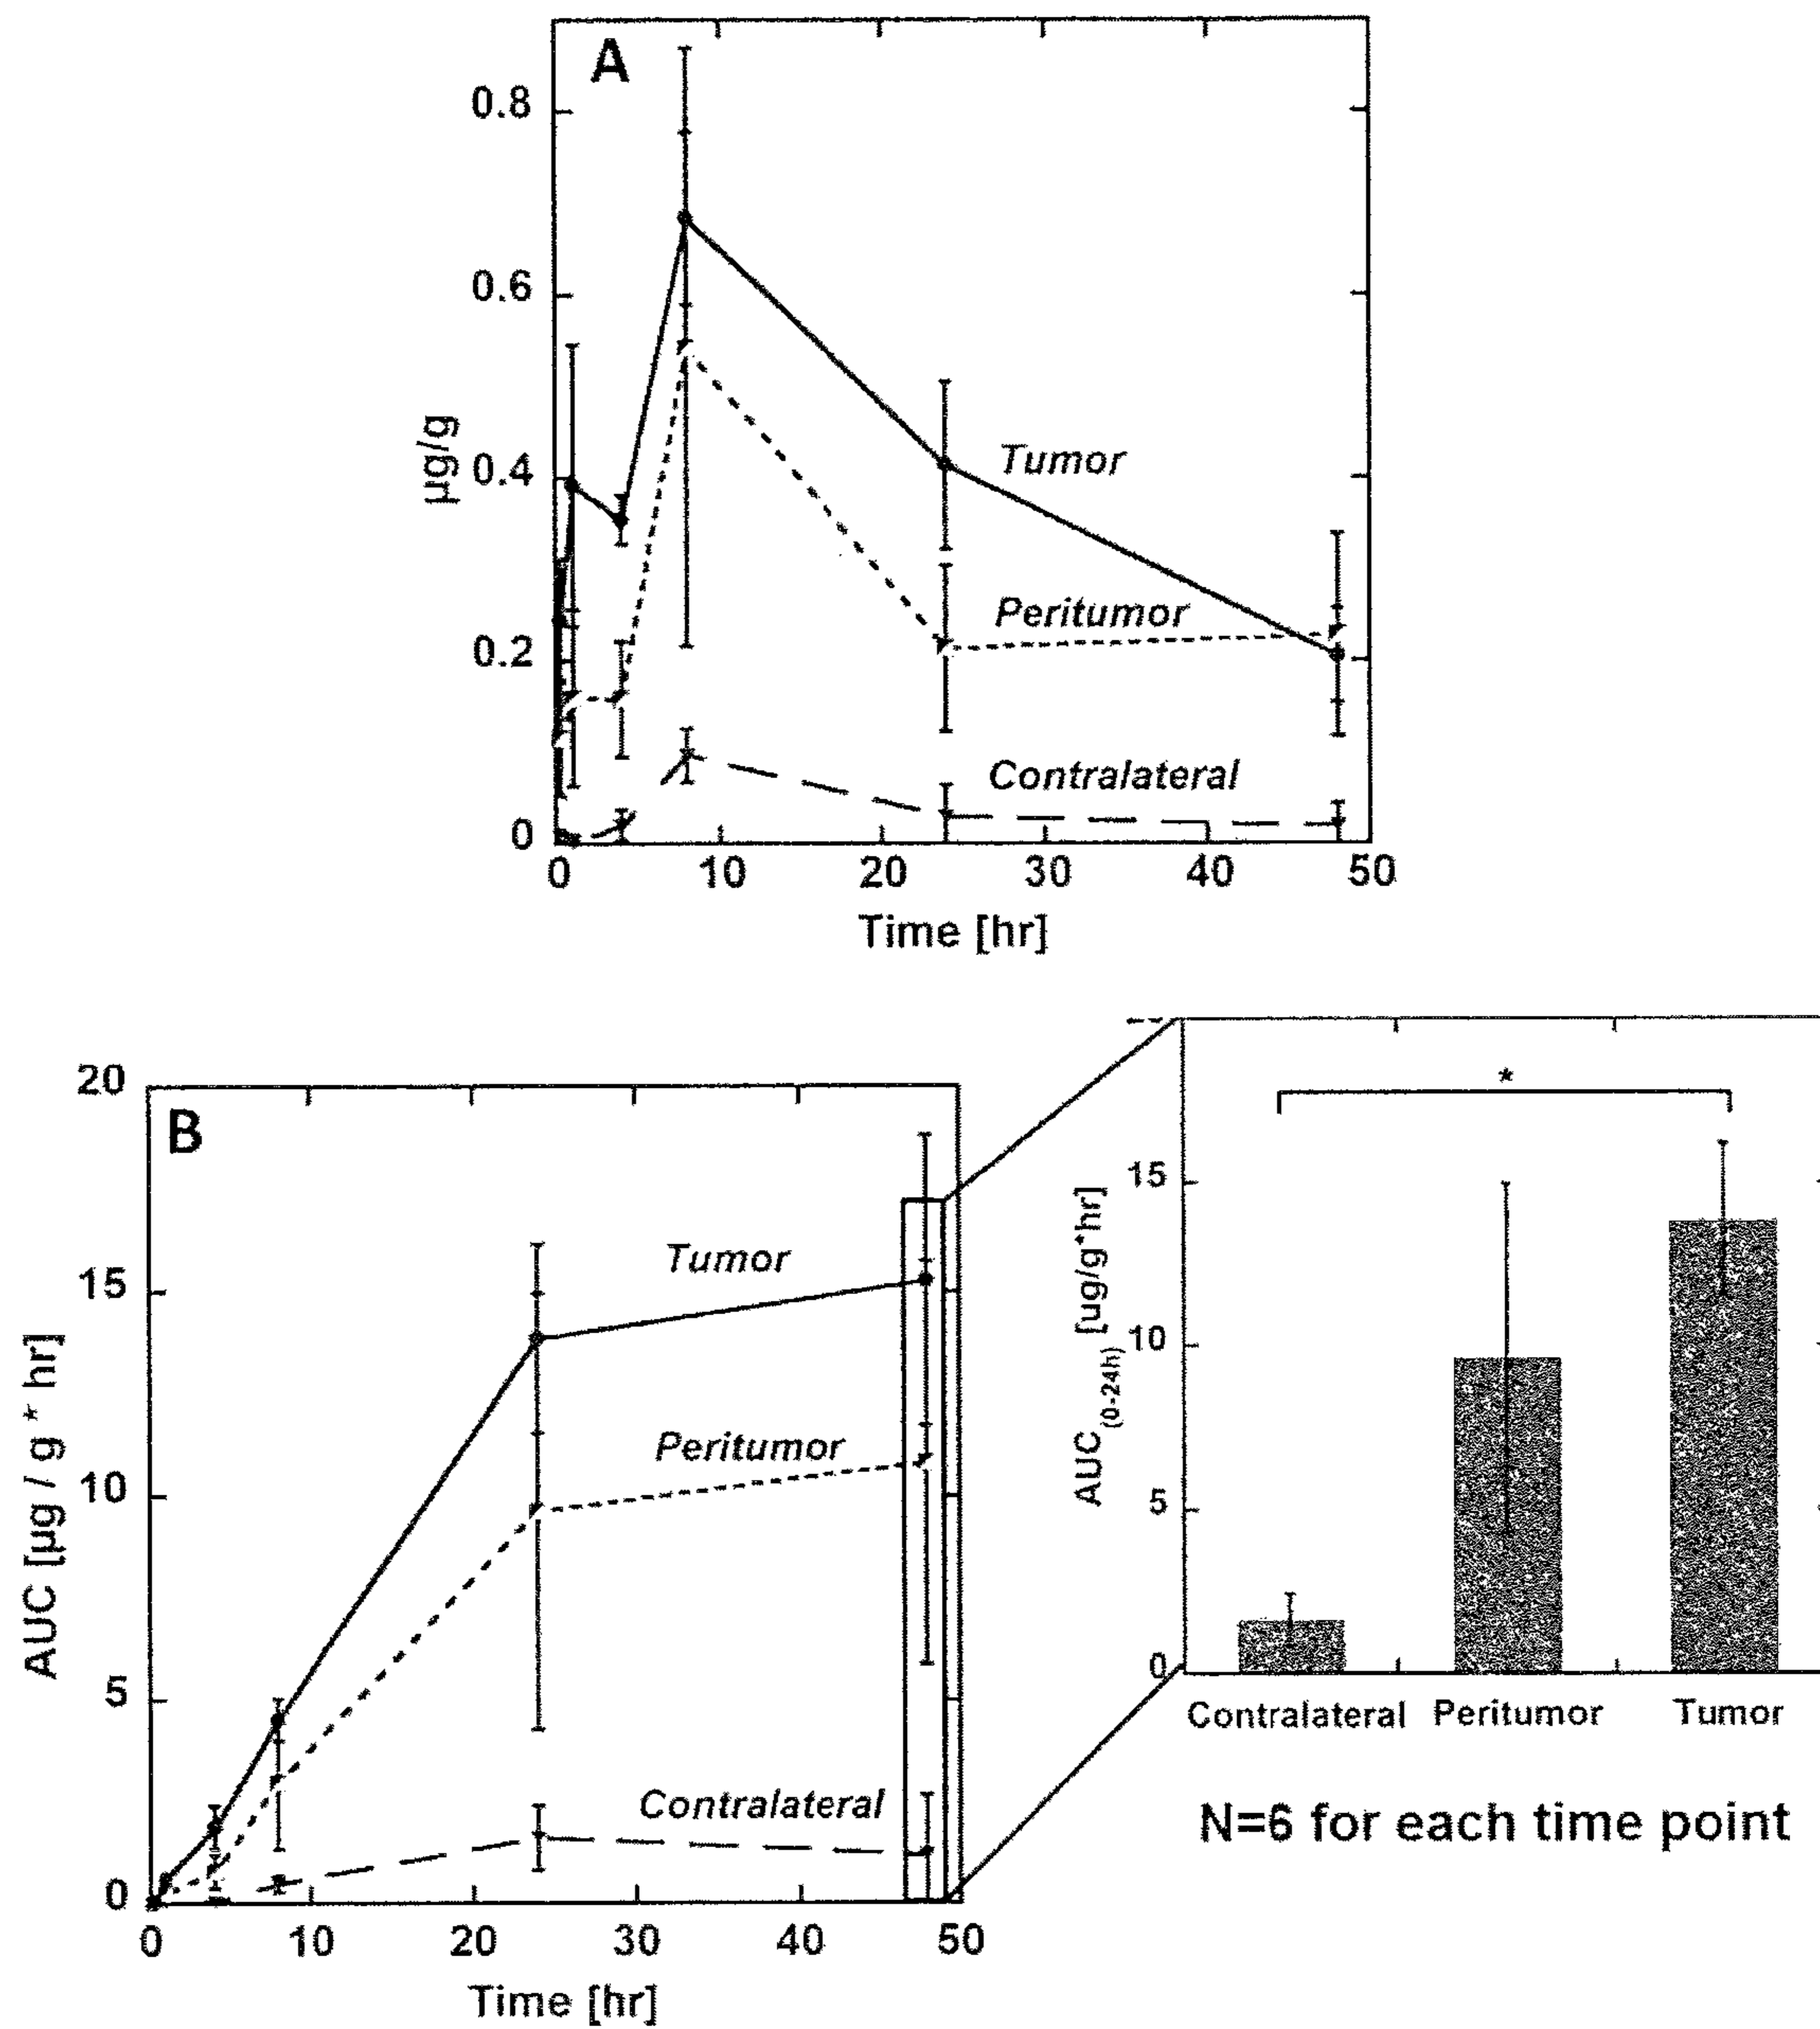 A
0.8
0.6
0.4
0.2
0
µg/g
Tumor
Peritumor
Contralateral
0 10 20 30 40 50
Time [hr]
B
20
15
10
5
0
AUC [µg / g * hr]
Tumor
Peritumor
Contralateral
0 10 20 30 40 50
Time [hr]
*
15
10
5
0
AUC(0-24h) [ug/g*hr]
Contralateral Peritumor Tumor
N=6 for each time point